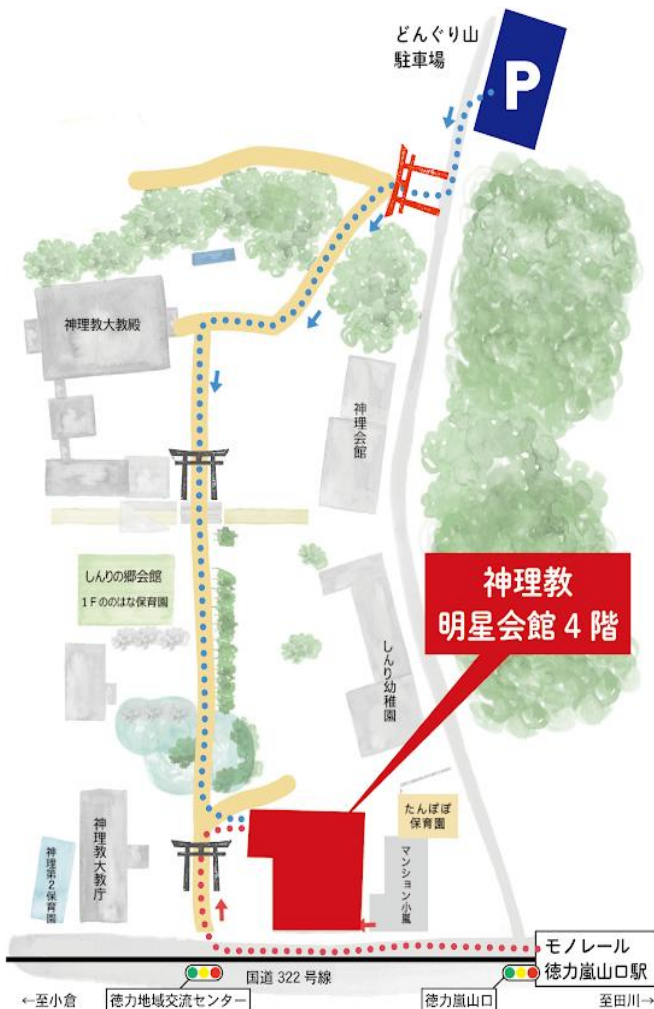 どんぐり山
駐車場
P
神理教大教殿
神理会館
しんりの郷会館
1Fののはな保育園
神理教
明星会館4階
しんり幼稚園
たんぽぽ
保育園
マンション小嵐
神理教大教庁
神理第2保育園
モノレール
徳力嵐山口駅
国道322号線
←至小倉
徳力地域交流センター
徳力嵐山口
至田川→